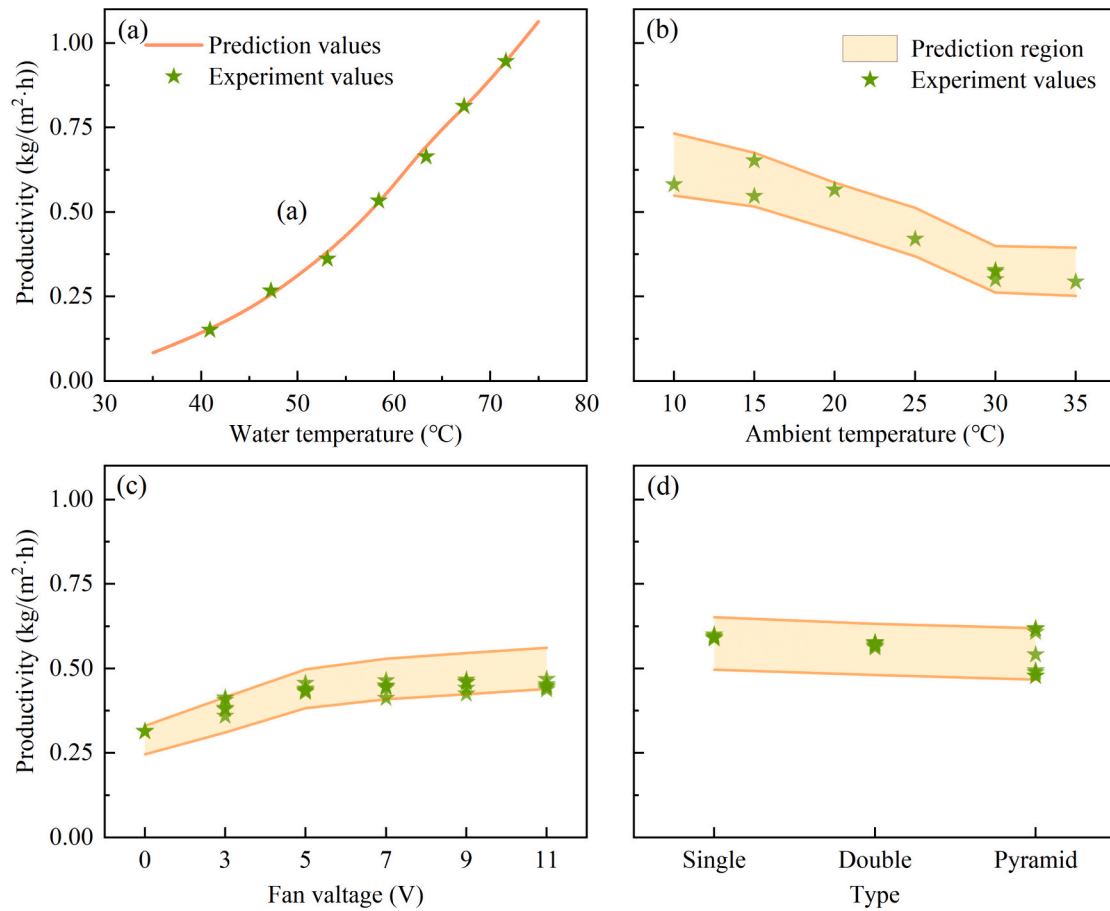 (a)
Prediction values
Experiment values
(a)
1.00
0.75
0.50
0.25
0.00
Productivity (kg/(m²·h))
30 40 50 60 70 80
Water temperature (℃)
(b)
Prediction region
Experiment values
10 15 20 25 30 35
Ambient temperature (℃)
(c)
1.00
0.75
0.50
0.25
0.00
Productivity (kg/(m²·h))
0 3 5 7 9 11
Fan valtage (V)
(d)
Single Double Pyramid
Type